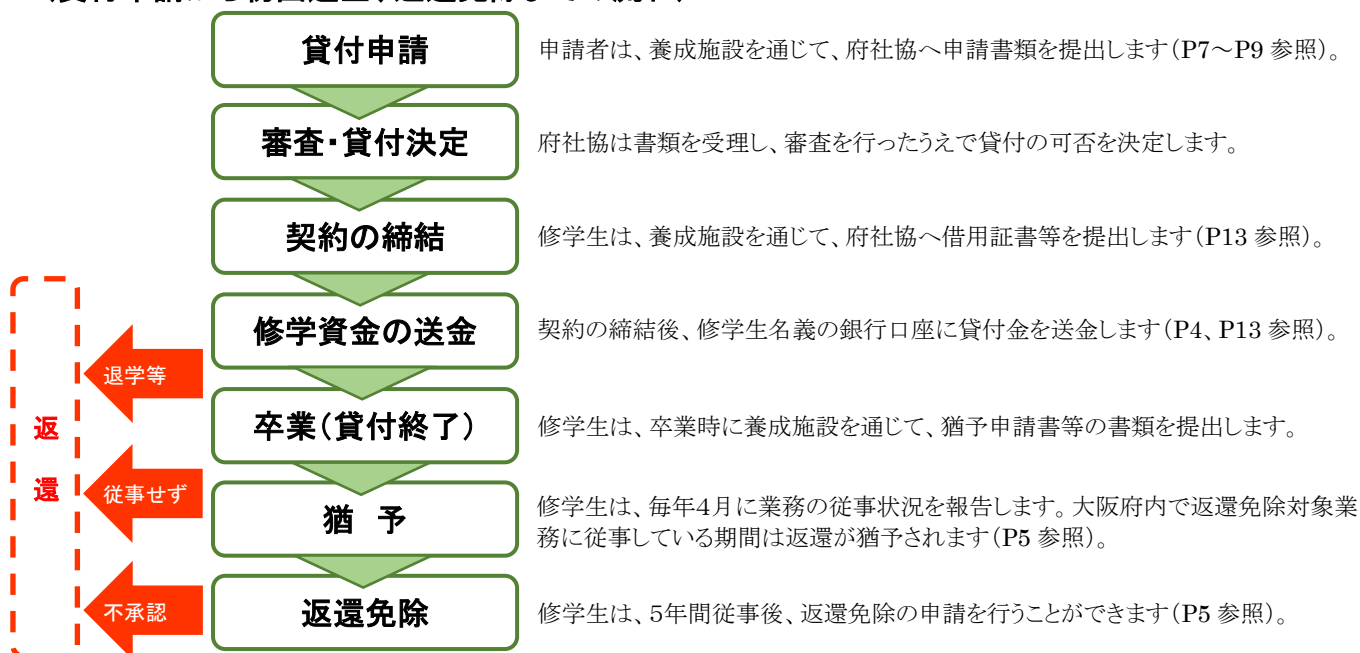 貸付申請
申請者は、養成施設を通じて、府社協へ申請書類を提出します(P7～P9 参照)。
審査・貸付決定
府社協は書類を受理し、審査を行ったうえで貸付の可否を決定します。
契約の締結
修学生は、養成施設を通じて、府社協へ借用証書等を提出します(P13 参照)。
修学資金の送金
契約の締結後、修学生名義の銀行口座に貸付金を送金します(P4、P13 参照)。
退学等
卒業(貸付終了)
修学生は、卒業時に養成施設を通じて、猶予申請書等の書類を提出します。
返
還
従事せず
猶 予
修学生は、毎年4月に業務の従事状況を報告します。大阪府内で返還免除対象業
務に従事している期間は返還が猶予されます(P5 参照)。
不承認
返還免除
修学生は、5年間従事後、返還免除の申請を行うことができます(P5 参照)。